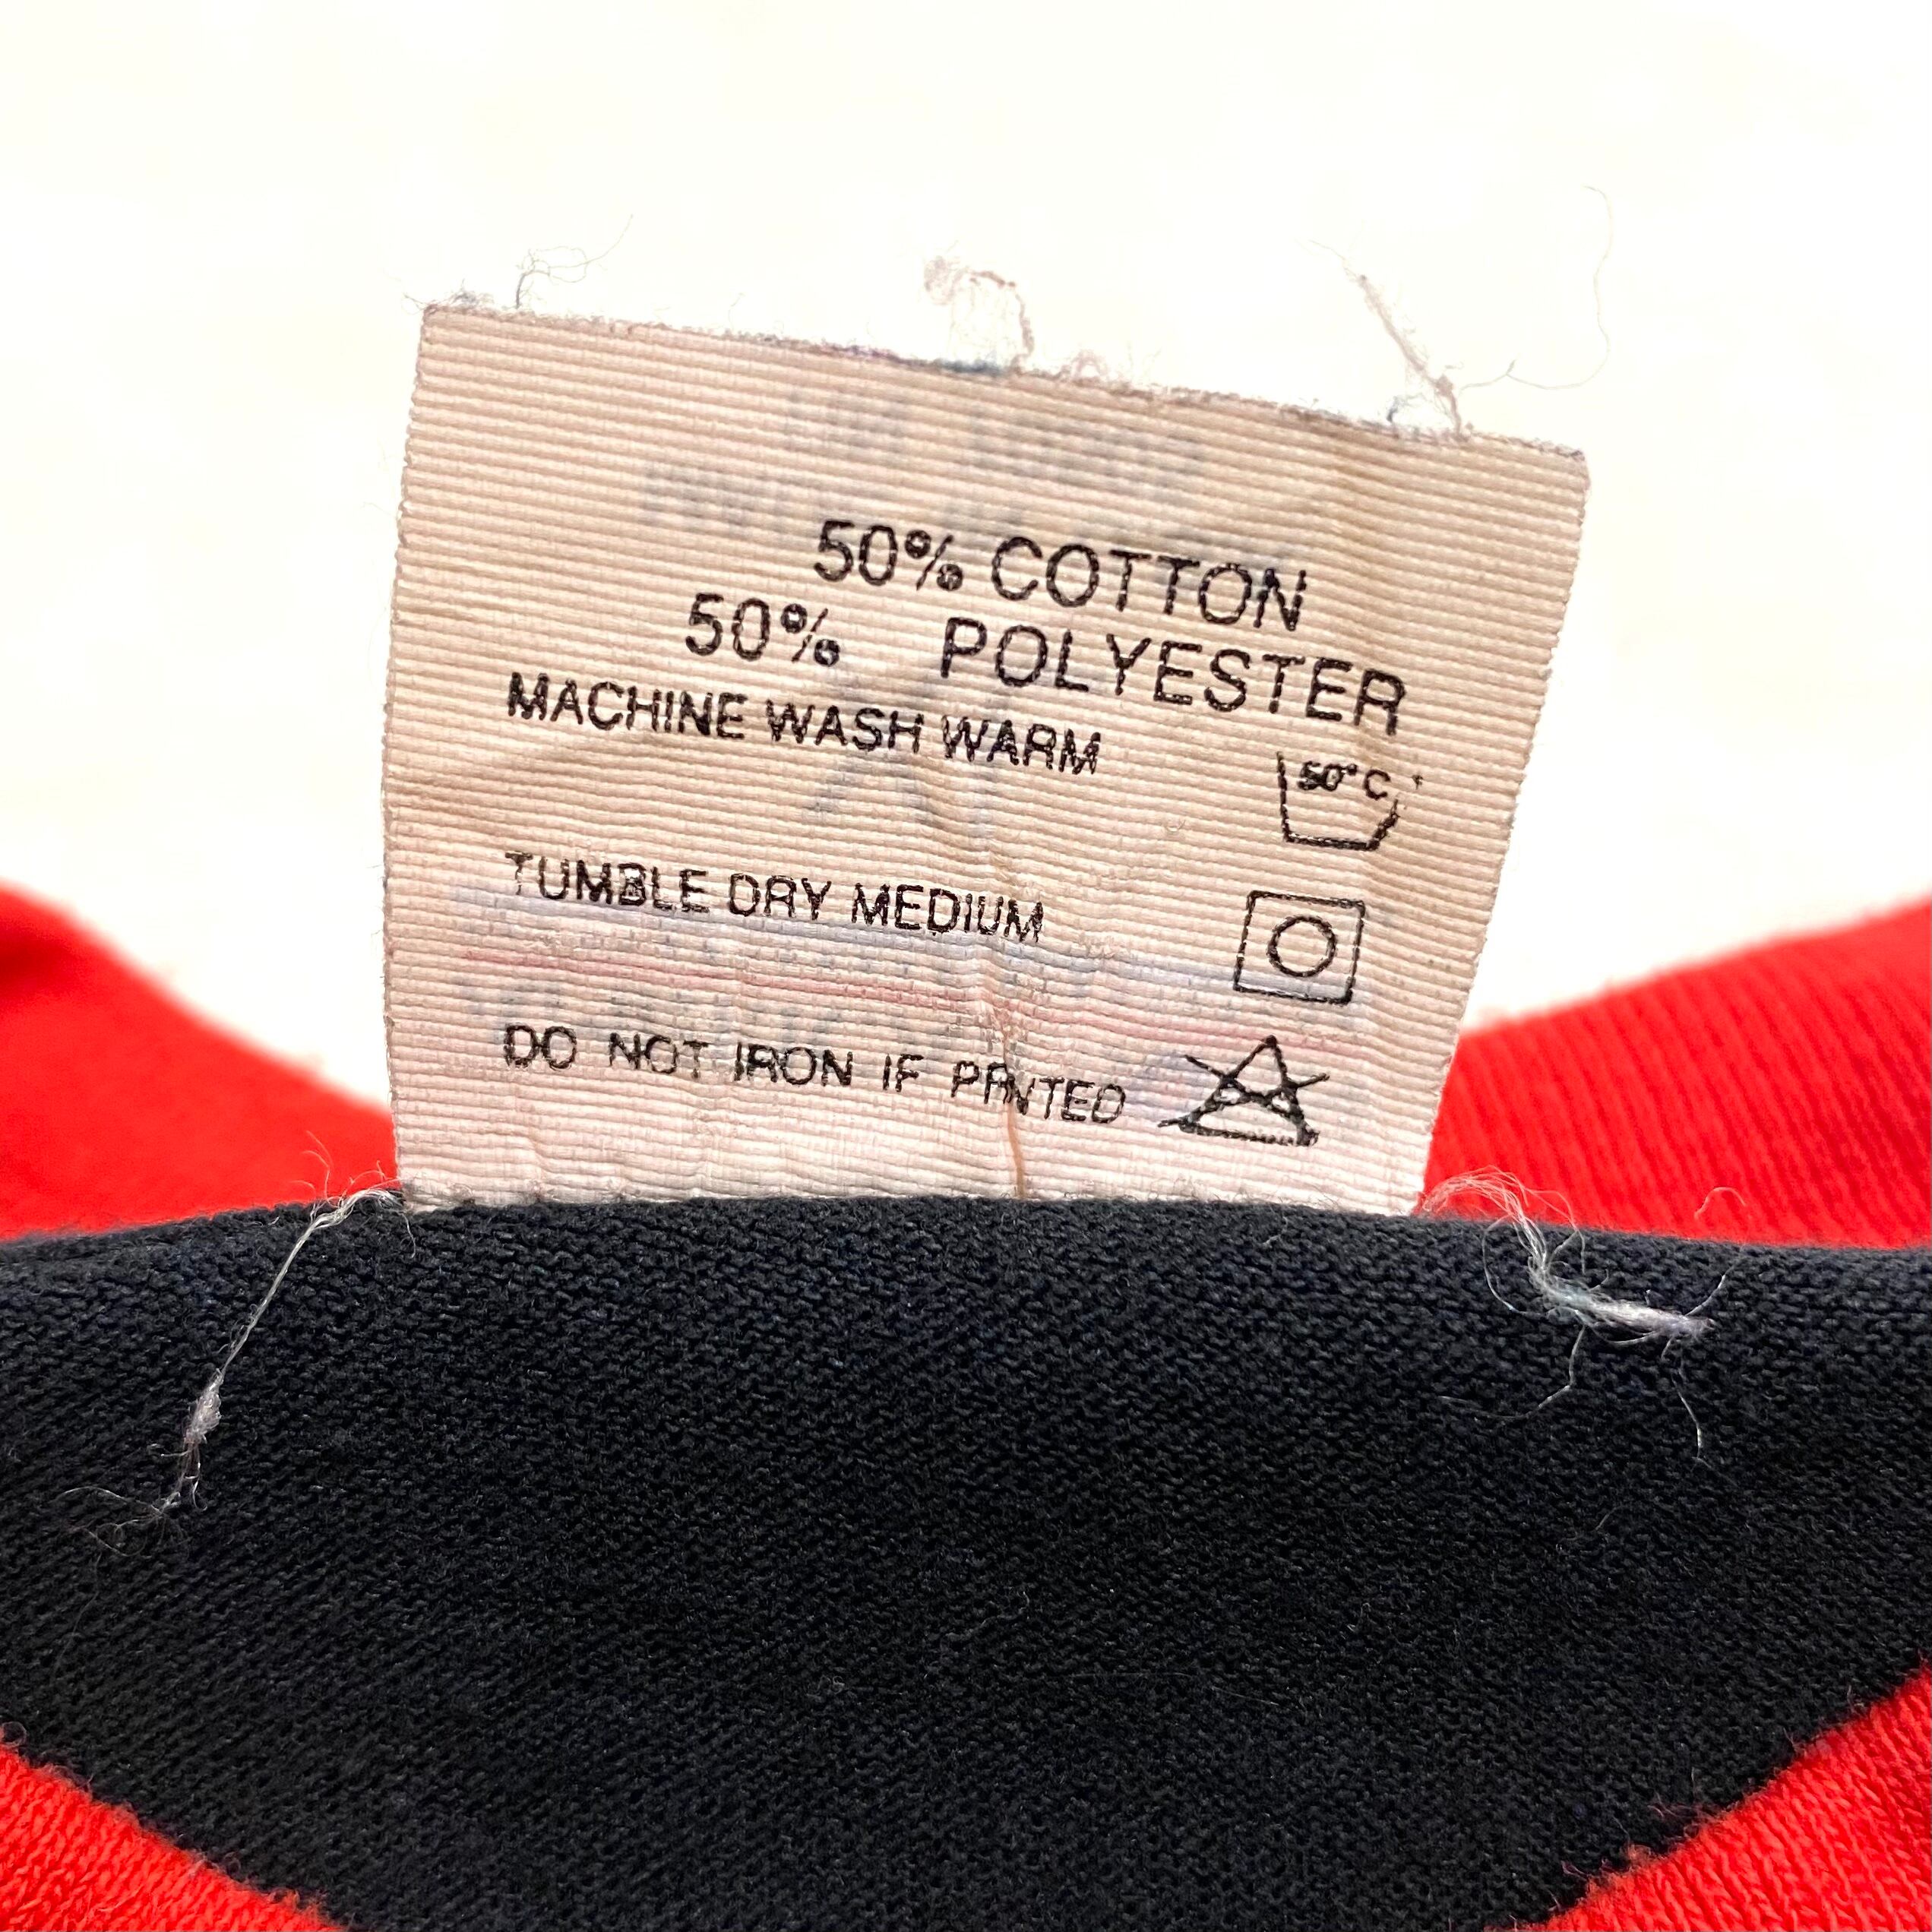 50% COTTON
50% POLYESTER
MACHINE WASH WARM
50°C
TUMBLE DRY MEDIUM
DO NOT IRON IF PRNTED